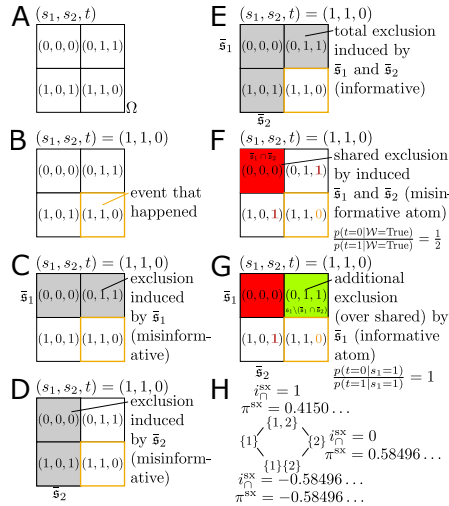 A (s₁, s₂, t)
(0, 0, 0) (0, 1, 1)
(1, 0, 1) (1, 1, 0)
Ω
B (s₁, s₂, t) = (1, 1, 0)
(0, 0, 0) (0, 1, 1)
(1, 0, 1) (1, 1, 0)
event that
happened
C (s₁, s₂, t) = (1, 1, 0)
s̄₁
(0, 0, 0) (0, 1, 1)
(1, 0, 1) (1, 1, 0)
exclusion
induced
by s̄₁
(misinform-
ative)
D (s₁, s₂, t) = (1, 1, 0)
(0, 0, 0) (0, 1, 1)
(1, 0, 1) (1, 1, 0)
s̄₂
exclusion
induced
by s̄₂
(misinform-
ative)
E (s₁, s₂, t) = (1, 1, 0)
s̄₁
(0, 0, 0) (0, 1, 1)
(1, 0, 1) (1, 1, 0)
s̄₂
total exclusion
induced by
s̄₁ and s̄₂
(informative)
F (s₁, s₂, t) = (1, 1, 0)
s̄₁ ∩ s̄₂
(0, 0, 0) (0, 1, 1)
(1, 0, 1) (1, 1, 0)
shared exclusion
by induced
s̄₁ and s̄₂ (misin-
formative atom)
p(t=0|W=True)/p(t=1|W=True) = 1/2
G (s₁, s₂, t) = (1, 1, 0)
s̄₁
(0, 0, 0) (0, 1, 1)
s̄₁\(s̄₁ ∩ s̄₂)
(1, 0, 1) (1, 1, 0)
s̄₂
additional
exclusion
(over shared) by
s̄₁ (informative
atom)
p(t=0|s₁=1)/p(t=1|s₁=1) = 1
H i∩^sx = 1
π^sx = 0.4150 . . .
{1, 2}
{1} {2}
{1}{2}
i∩^sx = 0
π^sx = 0.58496 . . .
i∩^sx = −0.58496 . . .
π^sx = −0.58496 . . .